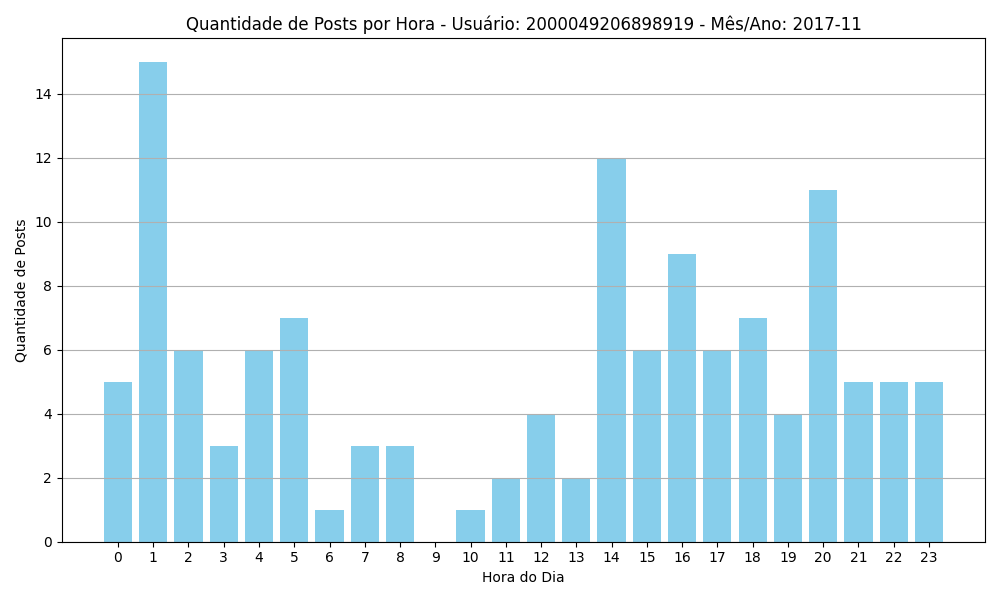 Quantidade de Posts por Hora - Usuário: 2000049206898919 - Mês/Ano: 2017-11
Quantidade de Posts
14
12
10
8
6
4
2
0
0 1 2 3 4 5 6 7 8 9 10 11 12 13 14 15 16 17 18 19 20 21 22 23
Hora do Dia